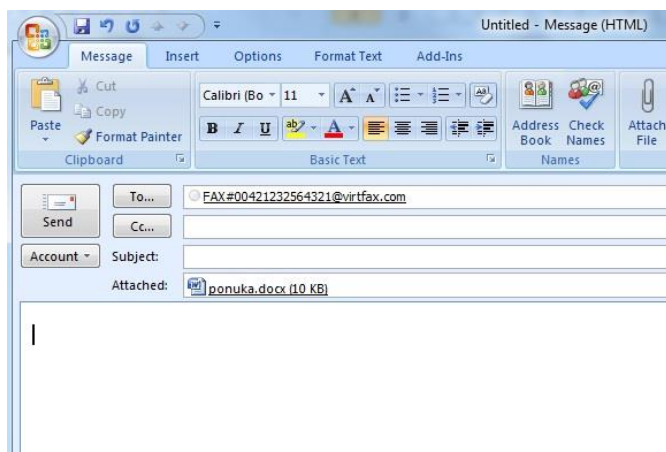 Untitled - Message (HTML)
Message Insert Options Format Text Add-Ins
Paste
Cut
Copy
Format Painter
Clipboard
Calibri (Bo 11
B I U ab A
Basic Text
Address Book
Check Names
Names
Attach File
Send
To... FAX#00421232564321@virtfax.com
Cc...
Account Subject:
Attached: ponuka.docx (10 KB)